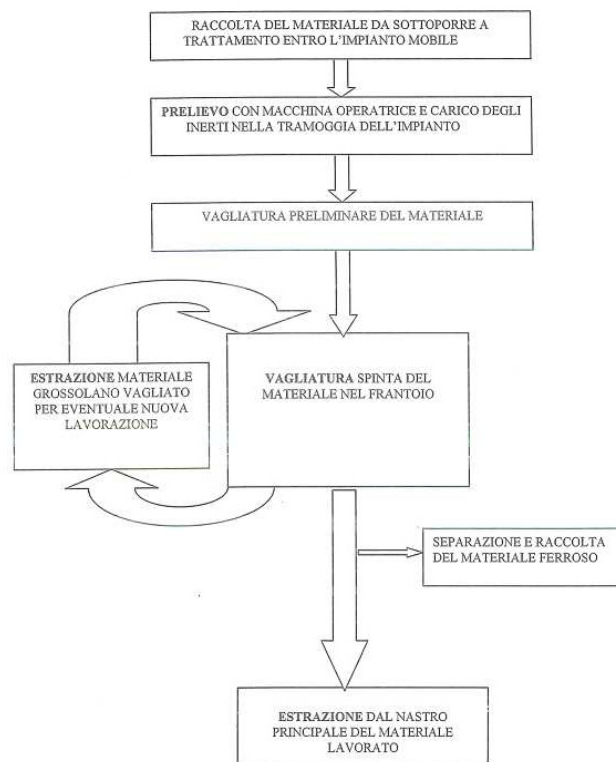 RACCOLTA DEL MATERIALE DA SOTTOPORRE A
TRATTAMENTO ENTRO L'IMPIANTO MOBILE
PRELIEVO CON MACCHINA OPERATRICE E CARICO DEGLI
INERTI NELLA TRAMOGGIA DELL'IMPIANTO
VAGLIATURA PRELIMINARE DEL MATERIALE
ESTRAZIONE MATERIALE
GROSSOLANO VAGLIATO
PER EVENTUALE NUOVA
LAVORAZIONE
VAGLIATURA SPINTA DEL
MATERIALE NEL FRANTOIO
SEPARAZIONE E RACCOLTA
DEL MATERIALE FERROSO
ESTRAZIONE DAL NASTRO
PRINCIPALE DEL MATERIALE
LAVORATO